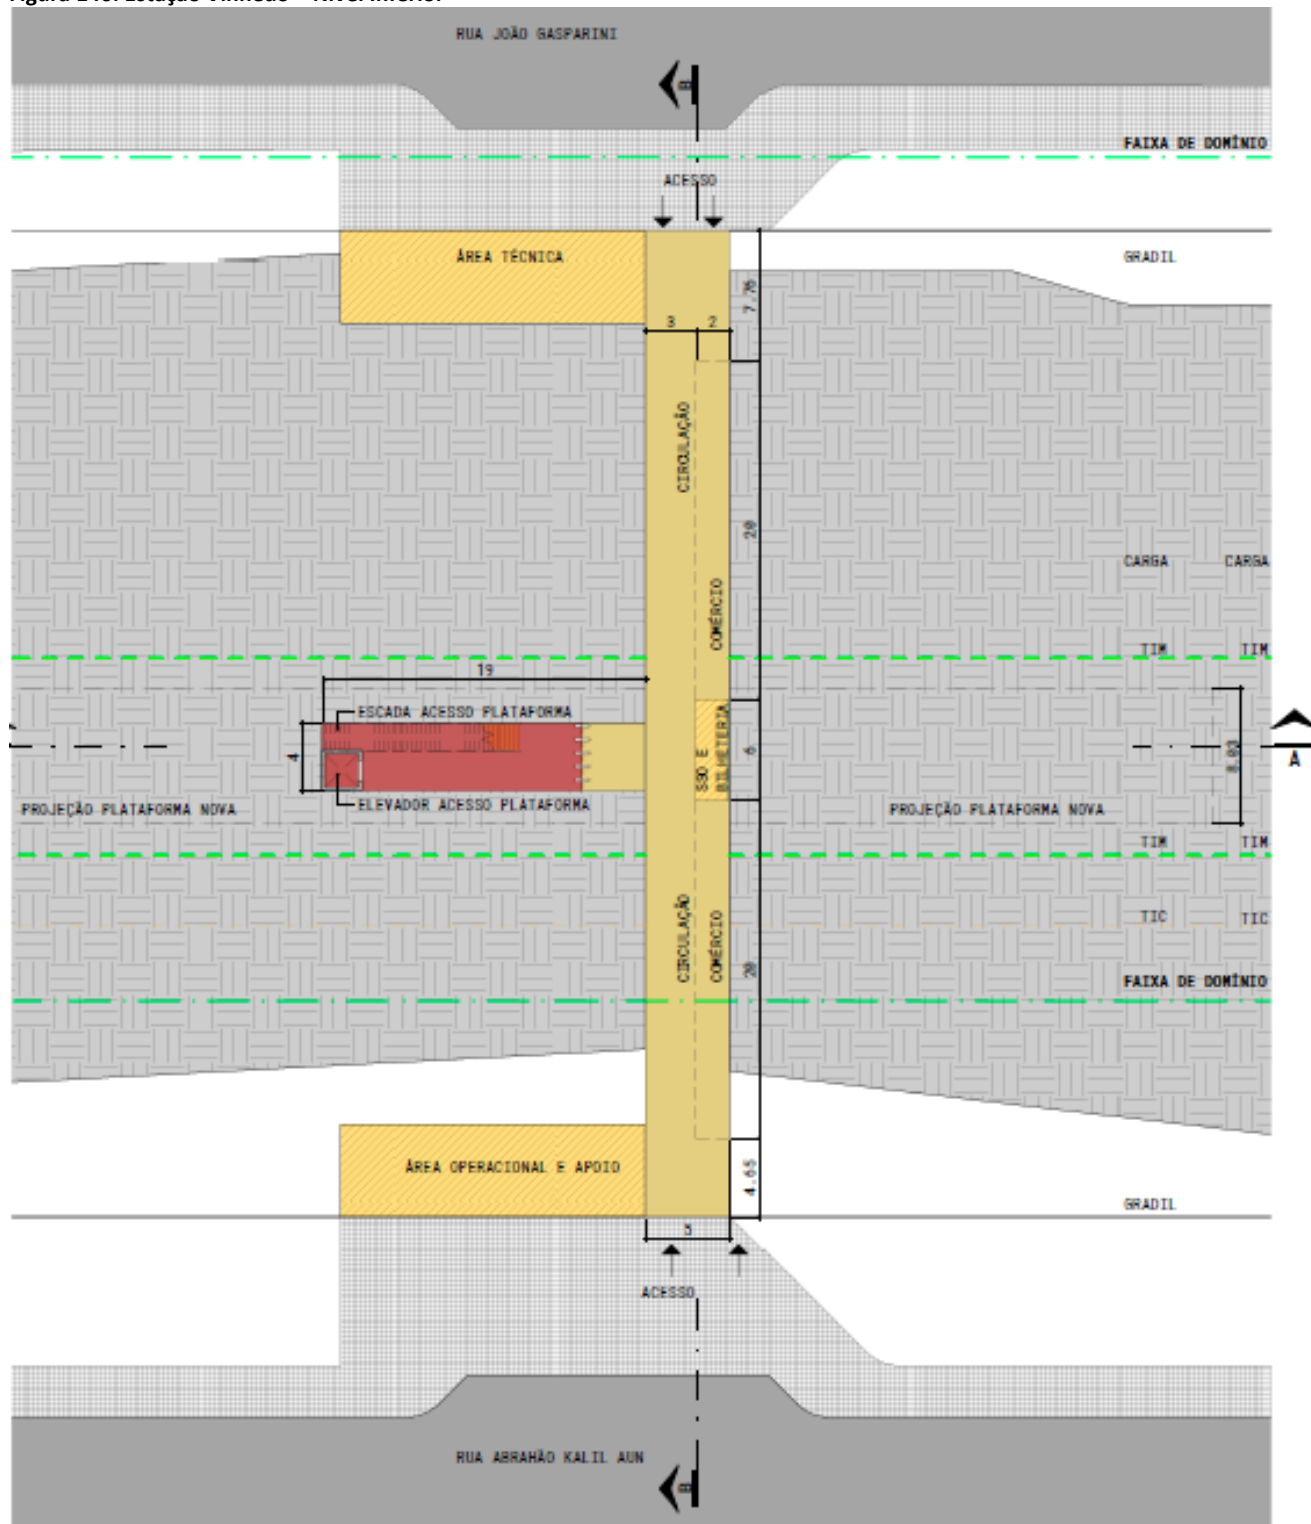 RUA JOÃO GASPARINI
B
FAIXA DE DOMÍNIO
ACESSO
ÁREA TÉCNICA
GRADIL
7.76
3
2
CIRCULAÇÃO
20
CARGA
CARGA
COMÉRCIO
TIM
TIM
19
ESCADA ACESSO PLATAFORMA
SSO E
BILHETERIA
6
4
8.03
A
ELEVADOR ACESSO PLATAFORMA
PROJEÇÃO PLATAFORMA NOVA
PROJEÇÃO PLATAFORMA NOVA
TIM
TIM
CIRCULAÇÃO
COMÉRCIO
TIC
TIC
20
FAIXA DE DOMÍNIO
ÁREA OPERACIONAL E APOIO
4.65
GRADIL
5
ACESSO
RUA ABRAHÃO KALIL AUN
B